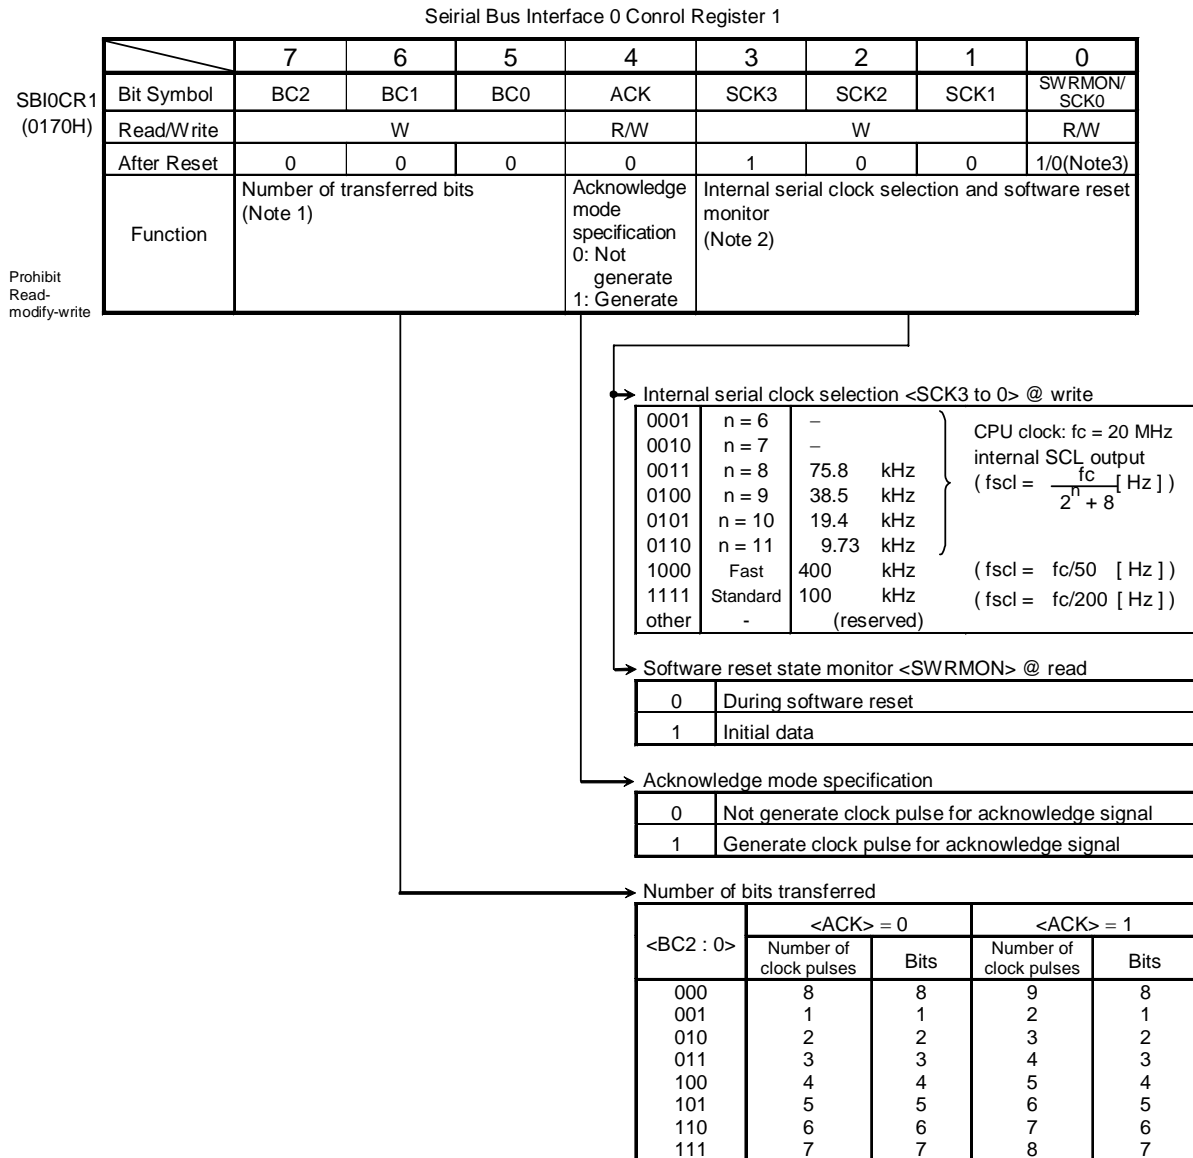 Seirial Bus Interface 0 Conrol Register 1
7 6 5 4 3 2 1 0
SBI0CR1
(0170H)
Bit Symbol BC2 BC1 BC0 ACK SCK3 SCK2 SCK1 SWRMON/
SCK0
Read/Write W R/W W R/W
After Reset 0 0 0 0 1 0 0 1/0(Note3)
Function
Number of transferred bits
(Note 1)
Acknowledge
mode
specification
0: Not
generate
1: Generate
Internal serial clock selection and software reset
monitor
(Note 2)
Prohibit
Read-
modify-write
Internal serial clock selection <SCK3 to 0> @ write
0001 n = 6 –
0010 n = 7 –
0011 n = 8 75.8 kHz
0100 n = 9 38.5 kHz
0101 n = 10 19.4 kHz
0110 n = 11 9.73 kHz
CPU clock: fc = 20 MHz
internal SCL output
( fscl = fc / 2^n + 8 [ Hz ] )
1000 Fast 400 kHz ( fscl = fc/50 [ Hz ] )
1111 Standard 100 kHz ( fscl = fc/200 [ Hz ] )
other - (reserved)
Software reset state monitor <SWRMON> @ read
0 During software reset
1 Initial data
Acknowledge mode specification
0 Not generate clock pulse for acknowledge signal
1 Generate clock pulse for acknowledge signal
Number of bits transferred
<BC2 : 0> <ACK> = 0 <ACK> = 1
Number of
clock pulses Bits Number of
clock pulses Bits
000 8 8 9 8
001 1 1 2 1
010 2 2 3 2
011 3 3 4 3
100 4 4 5 4
101 5 5 6 5
110 6 6 7 6
111 7 7 8 7